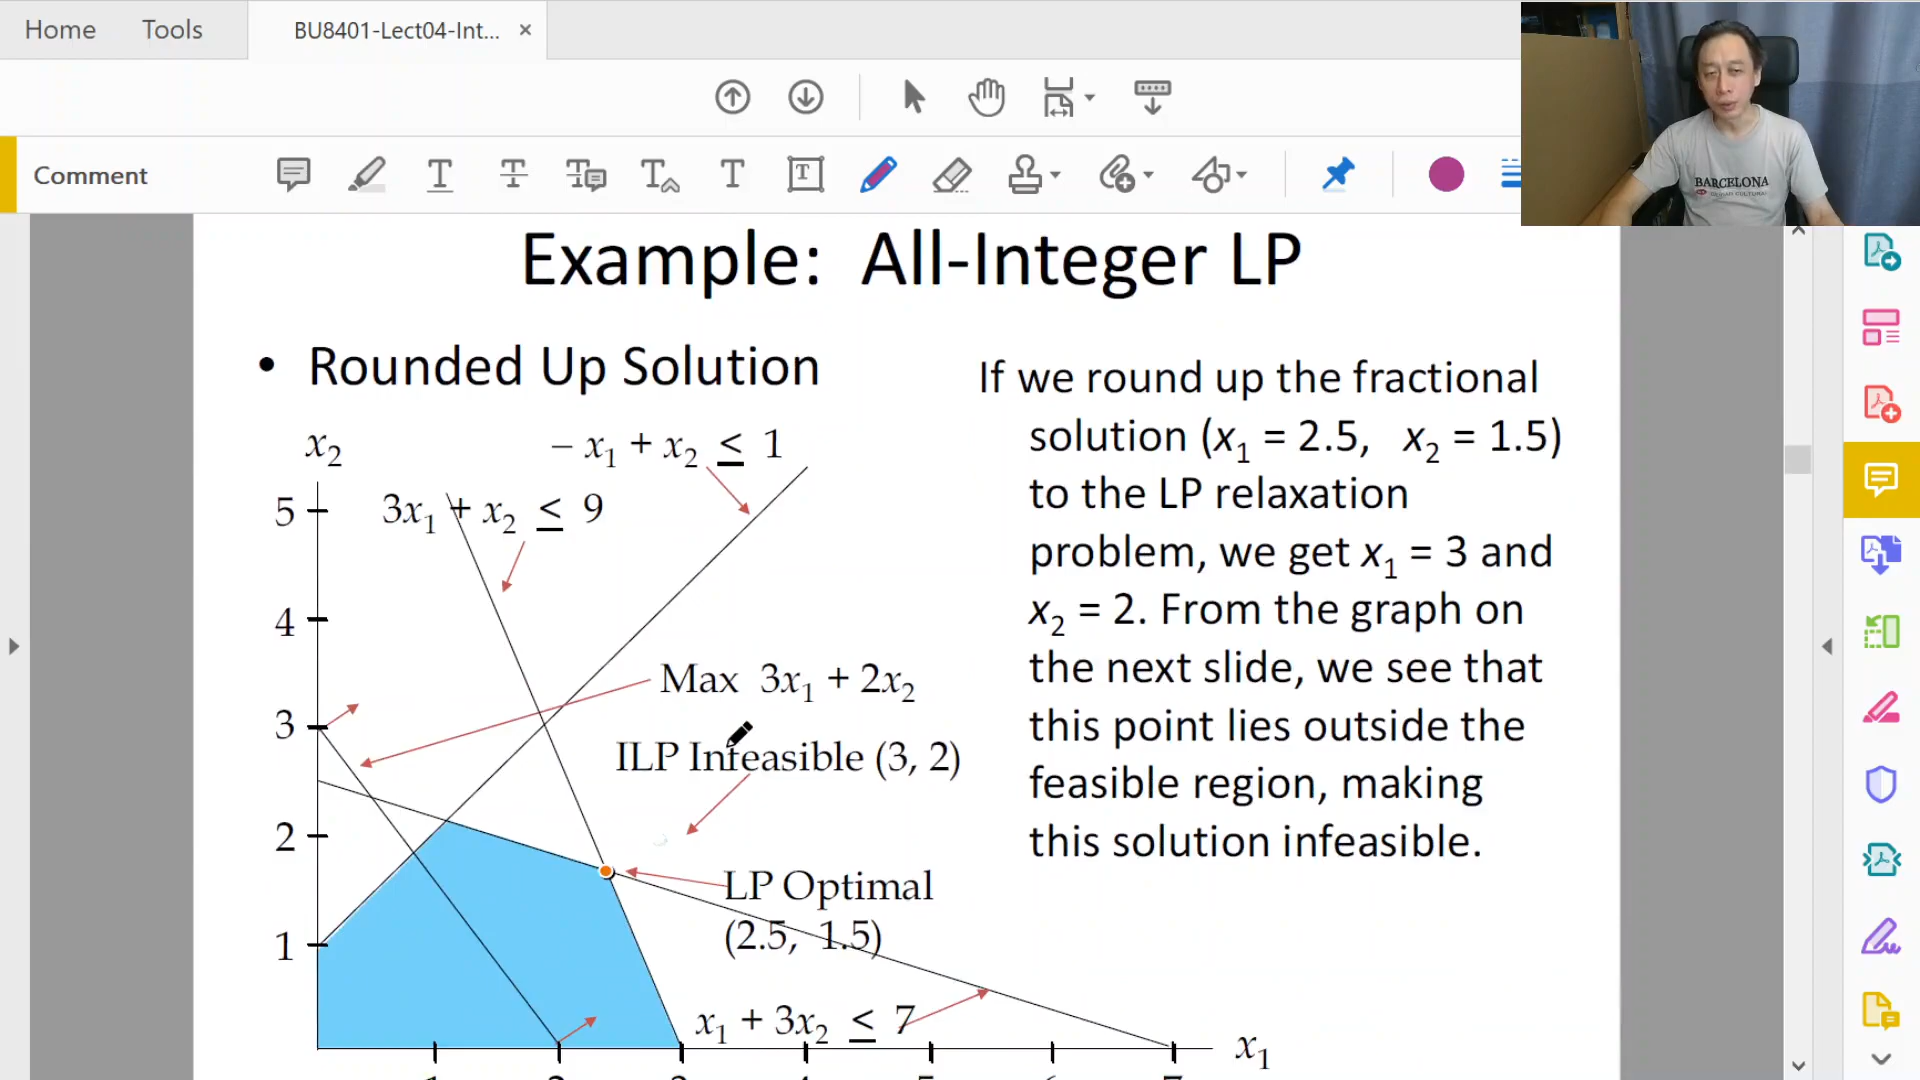 Home
Tools
BU8401-Lect04-Int...
Comment
BARCELONA
Example: All-Integer LP
• Rounded Up Solution
If we round up the fractional
solution (x₁ = 2.5, x₂ = 1.5)
to the LP relaxation
problem, we get x₁ = 3 and
x₂ = 2. From the graph on
the next slide, we see that
this point lies outside the
feasible region, making
this solution infeasible.
x₂
– x₁ + x₂ ≤ 1
5
3x₁ + x₂ ≤ 9
4
Max 3x₁ + 2x₂
3
ILP Infeasible (3, 2)
2
LP Optimal
(2.5, 1.5)
1
x₁ + 3x₂ ≤ 7
x₁